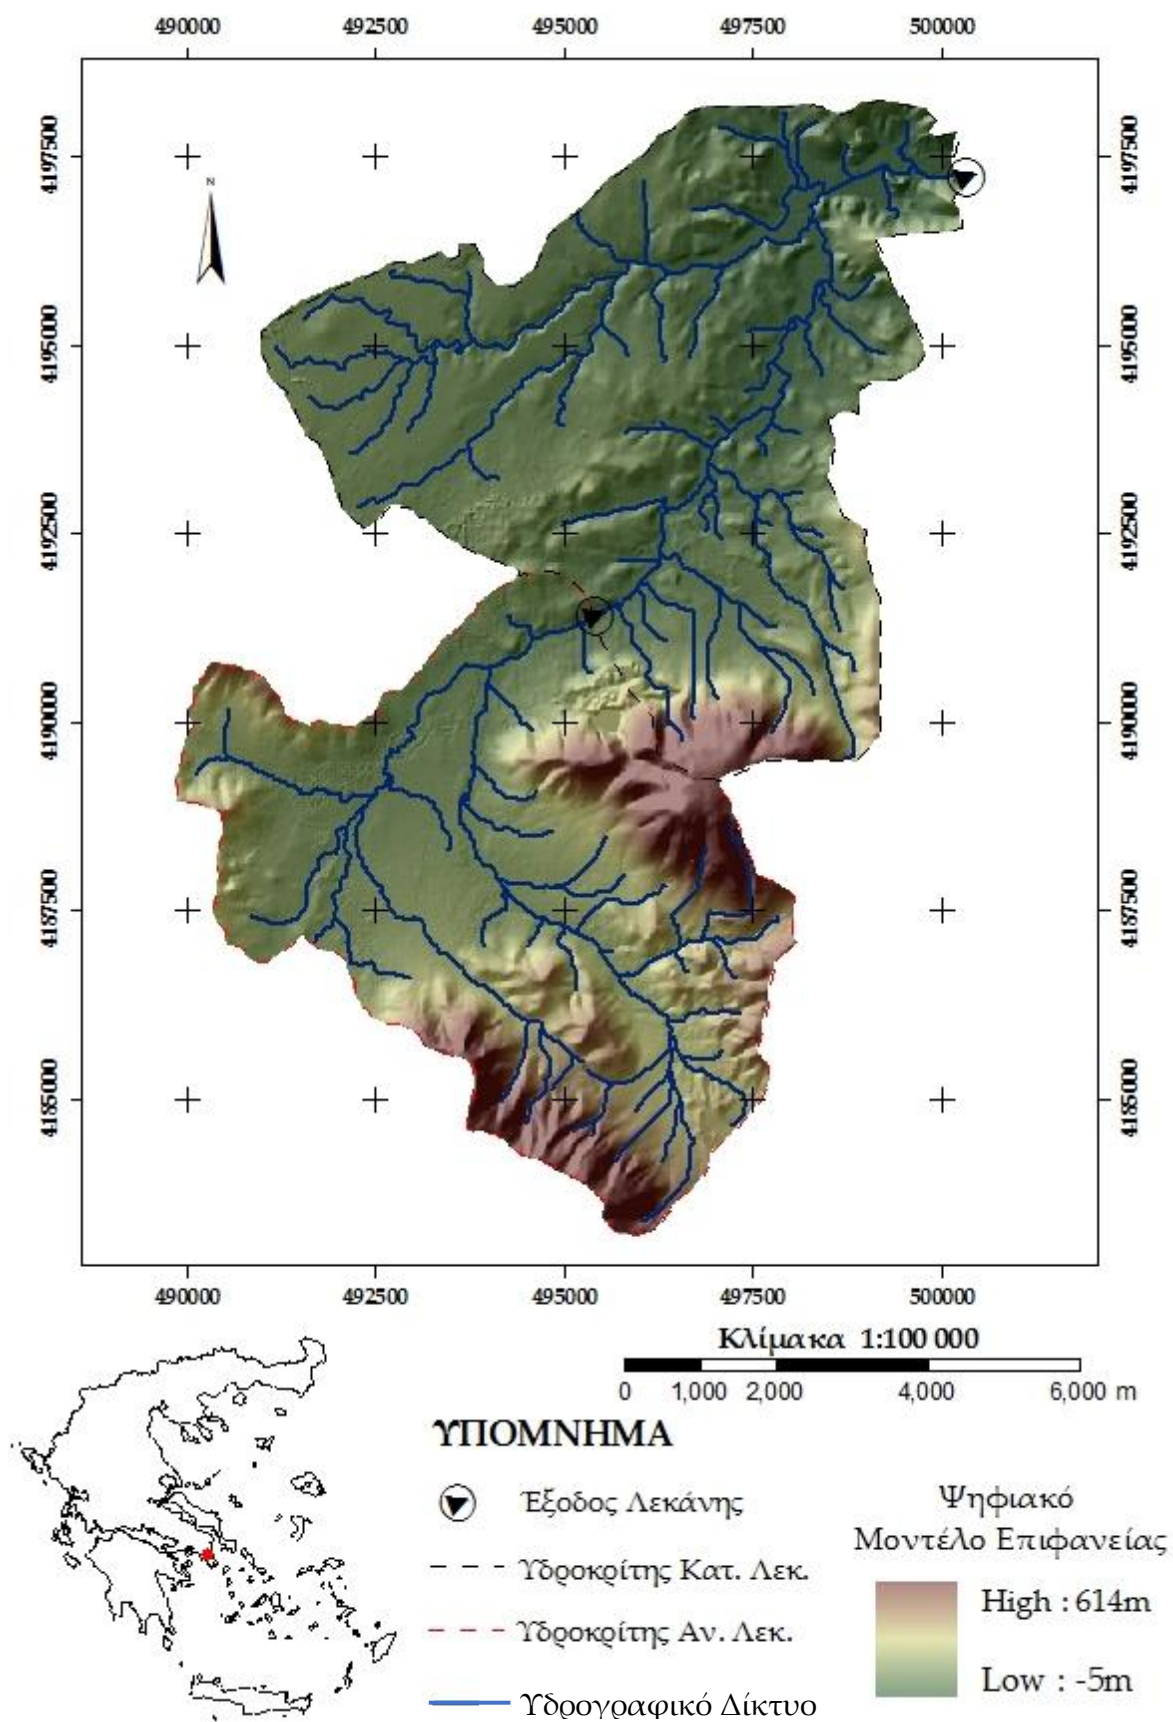 490000 492500 495000 497500 500000
4197500 4197500
N
4195000 4195000
4192500 4192500
4190000 4190000
4187500 4187500
4185000 4185000
490000 492500 495000 497500 500000
Κλίμακα 1:100 000
0 1,000 2,000 4,000 6,000 m
ΥΠΟΜΝΗΜΑ
Έξοδος Λεκάνης
Υδροκρίτης Κατ. Λεκ.
Υδροκρίτης Αν. Λεκ.
Υδρογραφικό Δίκτυο
Ψηφιακό
Μοντέλο Επιφανείας
High : 614m
Low : -5m